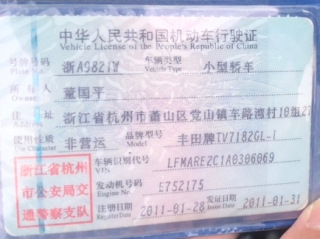 中华人民共和国机动车行驶证
Vehicle License of the People's Republic of China
号牌号码 浙A9821W 车辆类型 小型轿车
Plate No. Vehicle Type
所有人 董国平
Owner
住址 浙江省杭州市萧山区党山镇车路湾村10组27
Address
使用性质 非营运 品牌型号 丰田牌TV7182GL-i
Use Character Model
浙江省杭州
市公安局交
通警察支队
车辆识别代号 LFMARE2C1A0306069
VIN
发动机号码 E752175
Engine No.
注册日期 2011-01-28 发证日期 2011-01-31
Register Date Issue Date